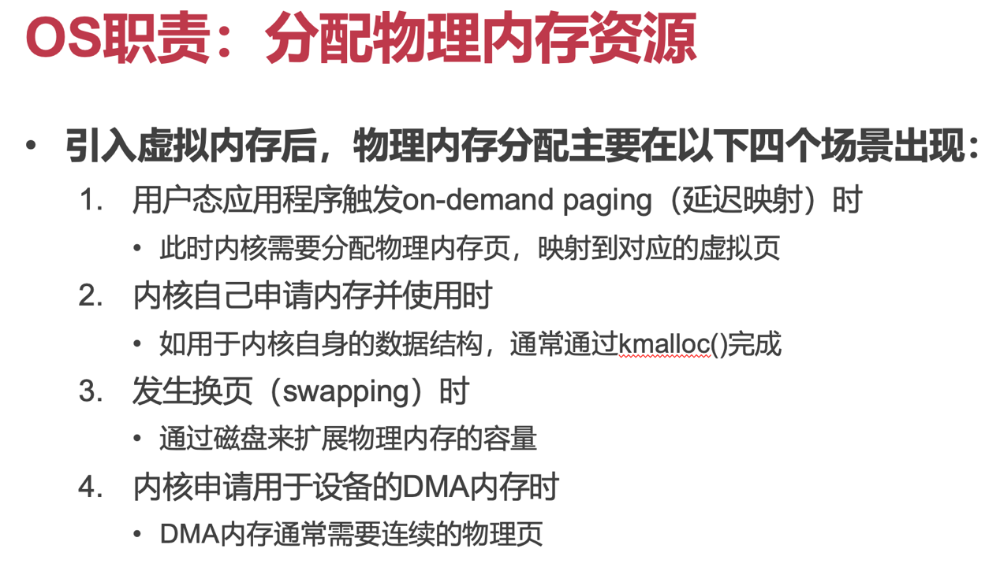 OS职责：分配物理内存资源
• 引入虚拟内存后，物理内存分配主要在以下四个场景出现：
1. 用户态应用程序触发on-demand paging（延迟映射）时
• 此时内核需要分配物理内存页，映射到对应的虚拟页
2. 内核自己申请内存并使用时
• 如用于内核自身的数据结构，通常通过kmalloc()完成
3. 发生换页（swapping）时
• 通过磁盘来扩展物理内存的容量
4. 内核申请用于设备的DMA内存时
• DMA内存通常需要连续的物理页